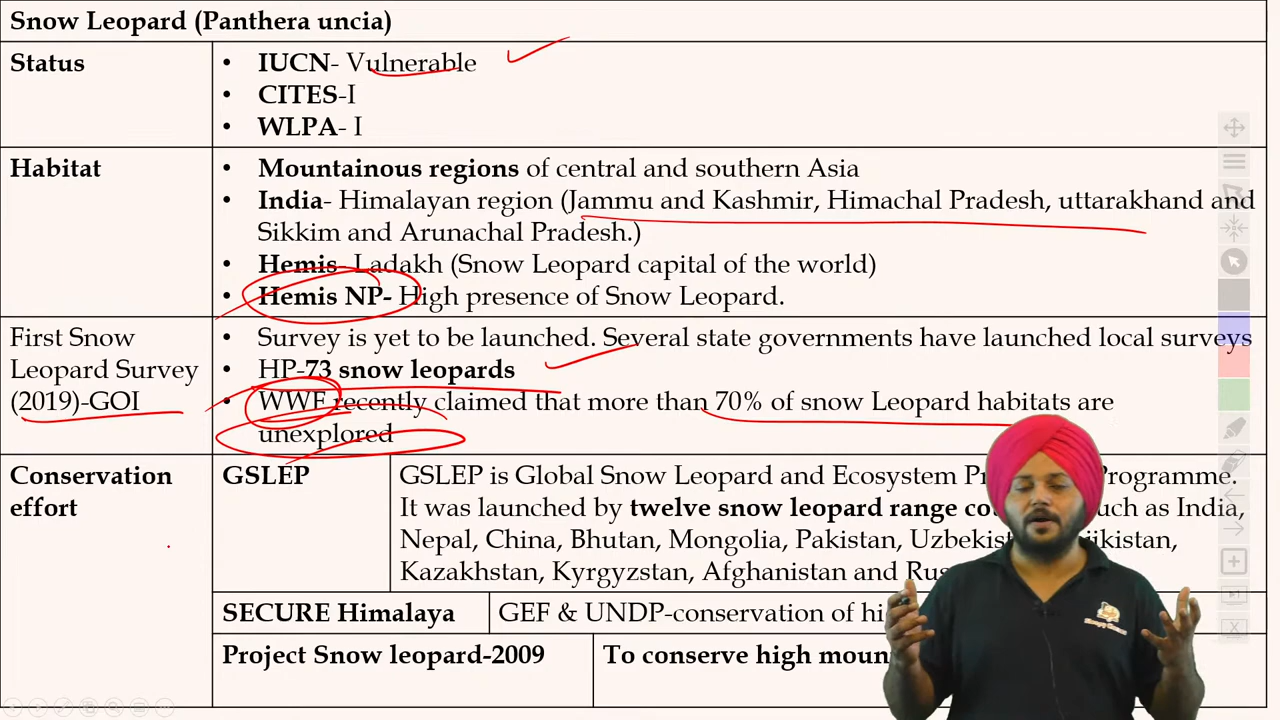 Snow Leopard (Panthera uncia)
Status
• IUCN- Vulnerable
• CITES-I
• WLPA- I
Habitat
• Mountainous regions of central and southern Asia
• India- Himalayan region (Jammu and Kashmir, Himachal Pradesh, uttarakhand and
Sikkim and Arunachal Pradesh.)
• Hemis- Ladakh (Snow Leopard capital of the world)
• Hemis NP- High presence of Snow Leopard.
First Snow
Leopard Survey
(2019)-GOI
• Survey is yet to be launched. Several state governments have launched local surveys
• HP-73 snow leopards
• WWF recently claimed that more than 70% of snow Leopard habitats are
unexplored
Conservation
effort
GSLEP
GSLEP is Global Snow Leopard and Ecosystem Programme.
It was launched by twelve snow leopard range such as India,
Nepal, China, Bhutan, Mongolia, Pakistan,
Kazakhstan, Kyrgyzstan, Afghanistan and
SECURE Himalaya
GEF & UNDP-conservation of
Project Snow leopard-2009
To conserve high